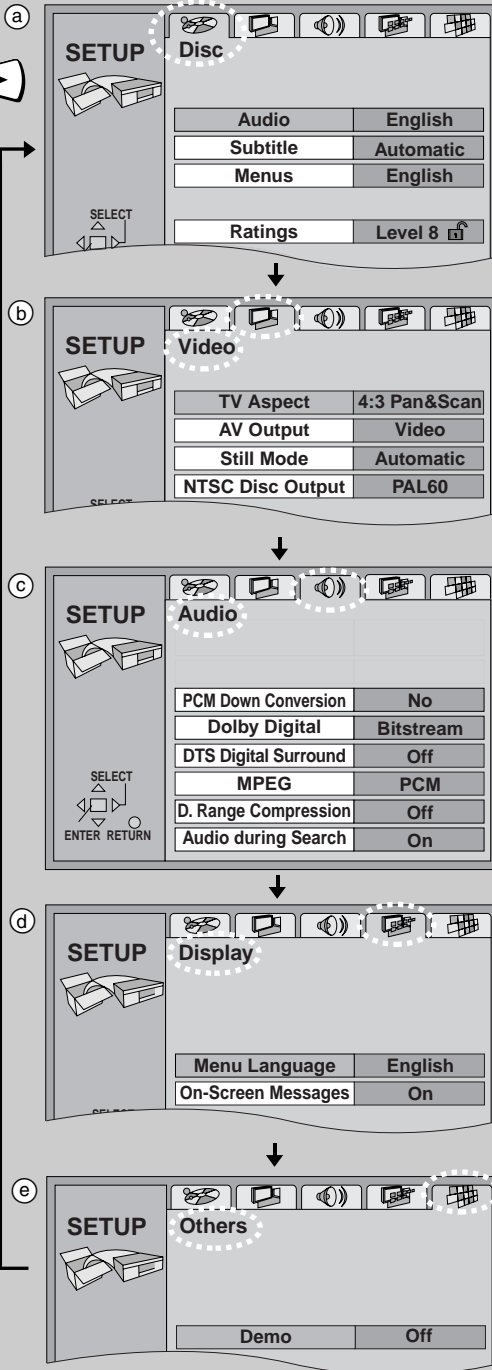 a
SETUP
Disc
Audio English
Subtitle Automatic
Menus English
SELECT
Ratings Level 8
b
SETUP
Video
TV Aspect 4:3 Pan&Scan
AV Output Video
Still Mode Automatic
NTSC Disc Output PAL60
SELECT
c
SETUP
Audio
PCM Down Conversion No
Dolby Digital Bitstream
DTS Digital Surround Off
SELECT
MPEG PCM
D. Range Compression Off
ENTER RETURN
Audio during Search On
d
SETUP
Display
Menu Language English
On-Screen Messages On
e
SETUP
Others
Demo Off